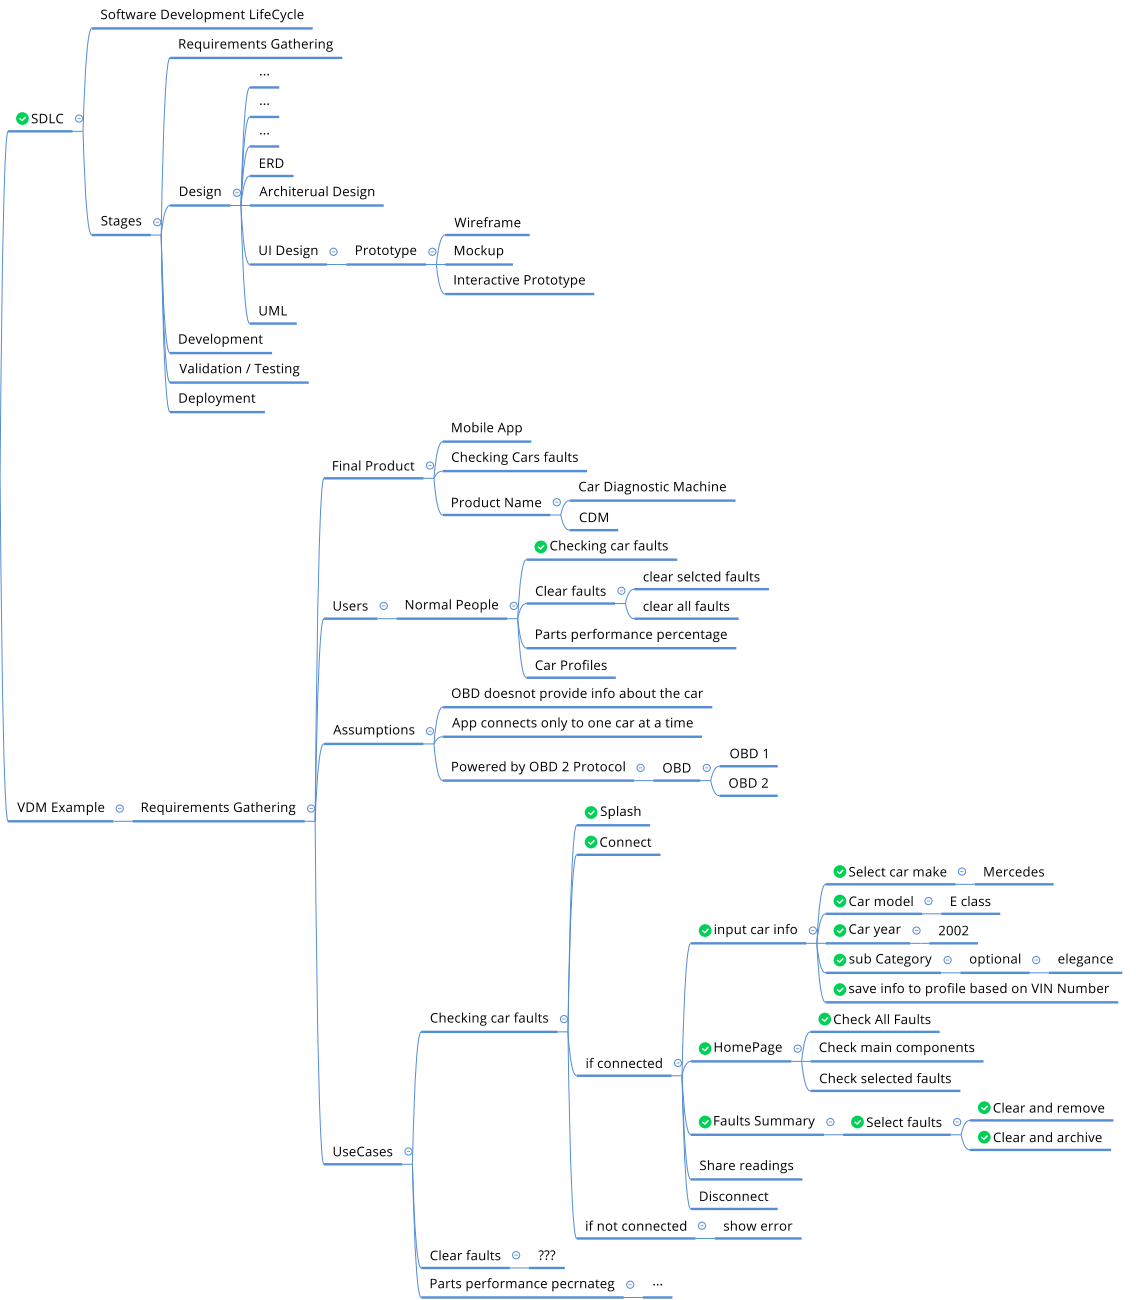 Software Development LifeCycle
Requirements Gathering
...
...
SDLC
...
ERD
Design
Architerual Design
Stages
Wireframe
UI Design
Prototype
Mockup
Interactive Prototype
UML
Development
Validation / Testing
Deployment
Mobile App
Final Product
Checking Cars faults
Car Diagnostic Machine
Product Name
CDM
Checking car faults
clear selcted faults
Clear faults
Users
Normal People
clear all faults
Parts performance percentage
Car Profiles
OBD doesnot provide info about the car
Assumptions
App connects only to one car at a time
OBD 1
Powered by OBD 2 Protocol
OBD
OBD 2
VDM Example
Requirements Gathering
Splash
Connect
Select car make
Mercedes
Car model
E class
input car info
Car year
2002
sub Category
optional
elegance
save info to profile based on VIN Number
Checking car faults
Check All Faults
HomePage
Check main components
if connected
Check selected faults
Clear and remove
Faults Summary
Select faults
Clear and archive
UseCases
Share readings
Disconnect
if not connected
show error
Clear faults
???
Parts performance pecrnateg
...